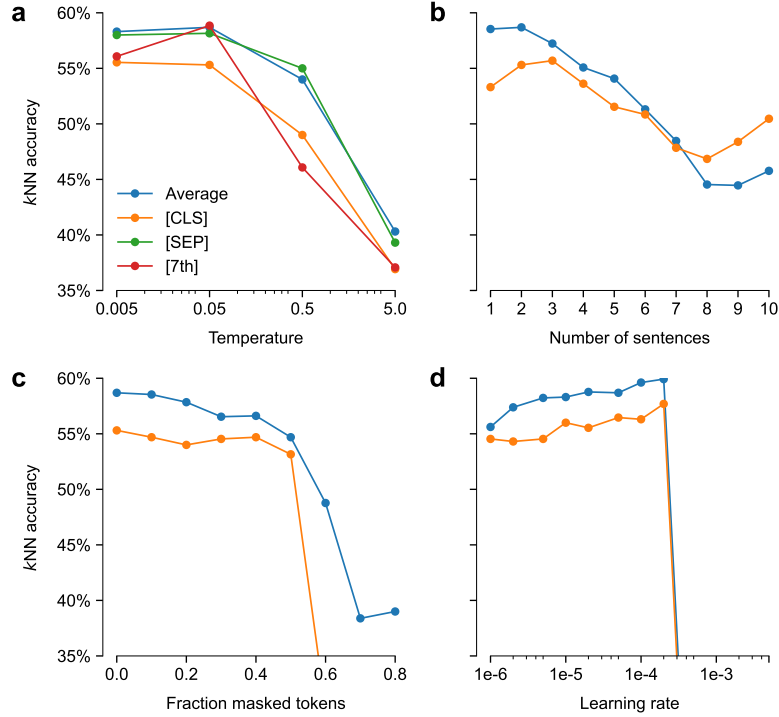 a
60%
55%
50%
45%
40%
35%
kNN accuracy
Average
[CLS]
[SEP]
[7th]
0.005 0.05 0.5 5.0
Temperature
b
1 2 3 4 5 6 7 8 9 10
Number of sentences
c
60%
55%
50%
45%
40%
35%
kNN accuracy
0.0 0.2 0.4 0.6 0.8
Fraction masked tokens
d
1e-6 1e-5 1e-4 1e-3
Learning rate